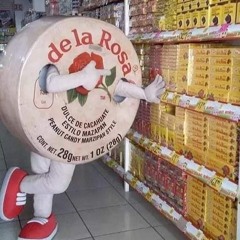 de la Rosa
DULCE DE CACAHUATE
ESTILO MAZAPAN
PEANUT CANDY MARZIPAN STYLE
CONT. NET 28g NET WT. 1 OZ (28g)